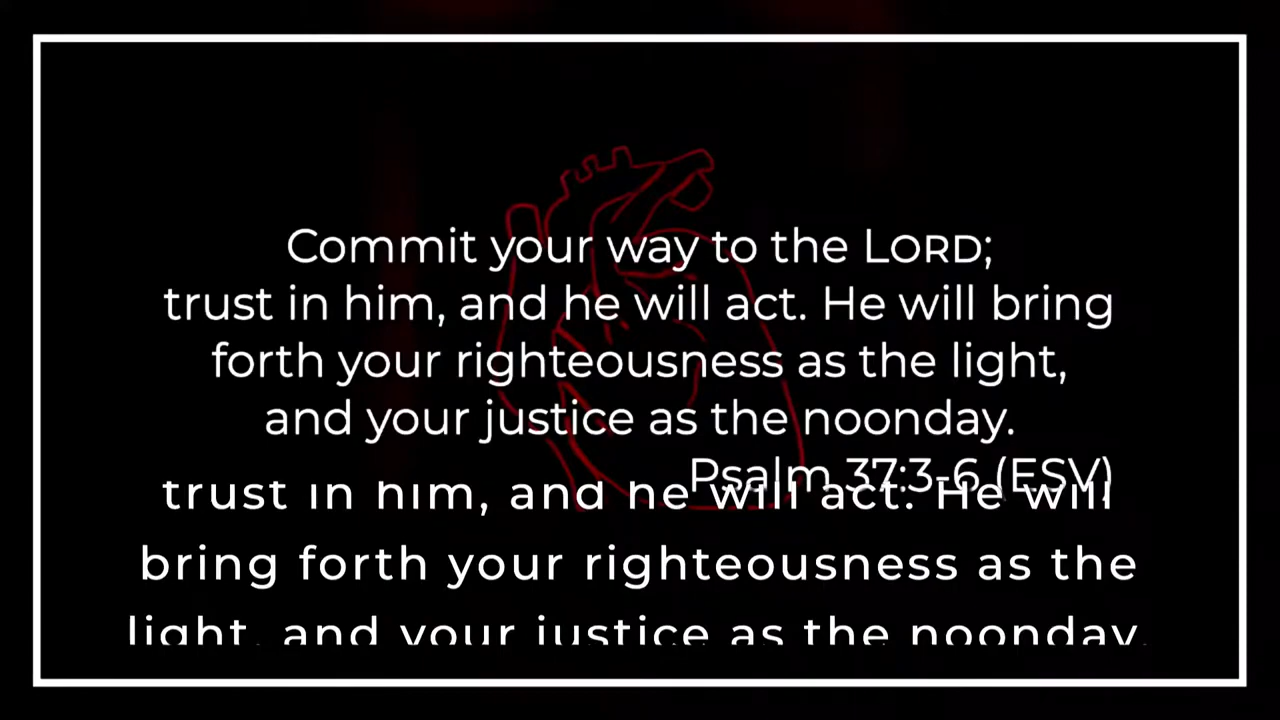 Commit your way to the LORD;
trust in him, and he will act. He will bring
forth your righteousness as the light,
and your justice as the noonday.
Psalm 37:3-6 (ESV)
trust in him, and he will act. He will
bring forth your righteousness as the
light, and your justice as the noonday.